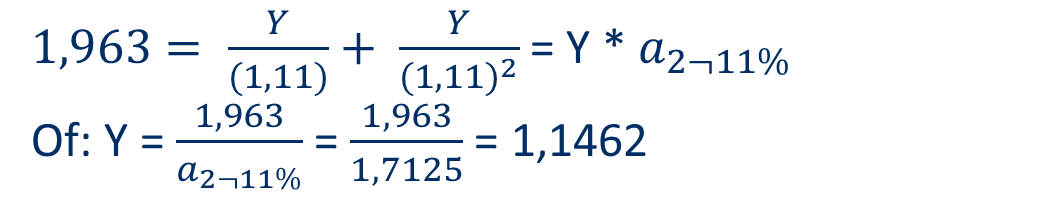 1,963 = Y/(1,11) + Y/(1,11)² = Y * a₂¬₁₁%
Of: Y = 1,963/a₂¬₁₁% = 1,963/1,7125 = 1,1462